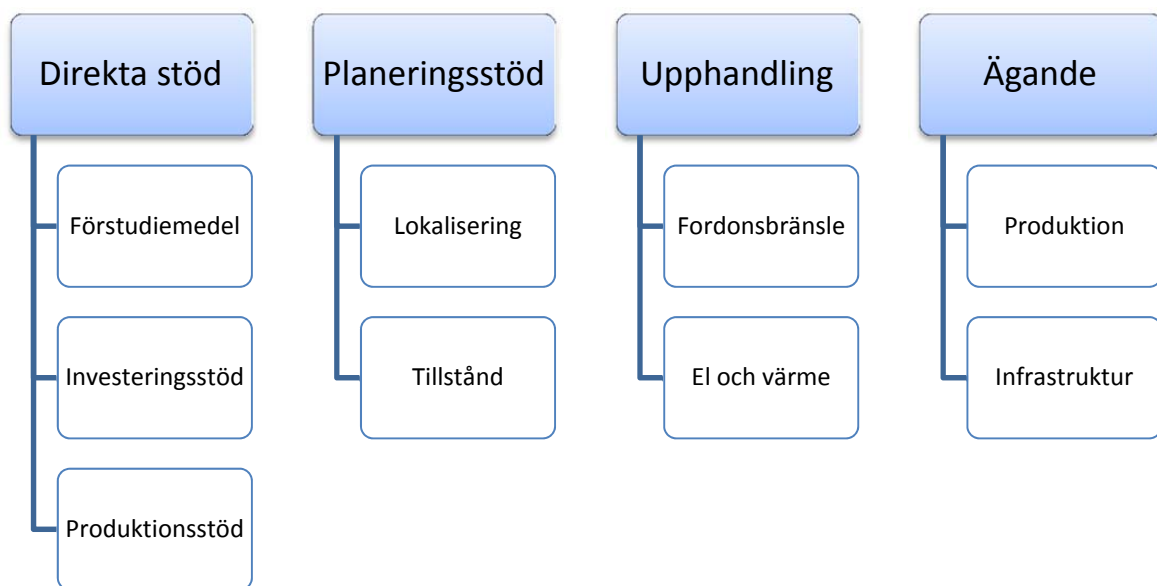 Direkta stöd
Förstudiemedel
Investeringsstöd
Produktionsstöd
Planeringsstöd
Lokalisering
Tillstånd
Upphandling
Fordonsbränsle
El och värme
Ägande
Produktion
Infrastruktur